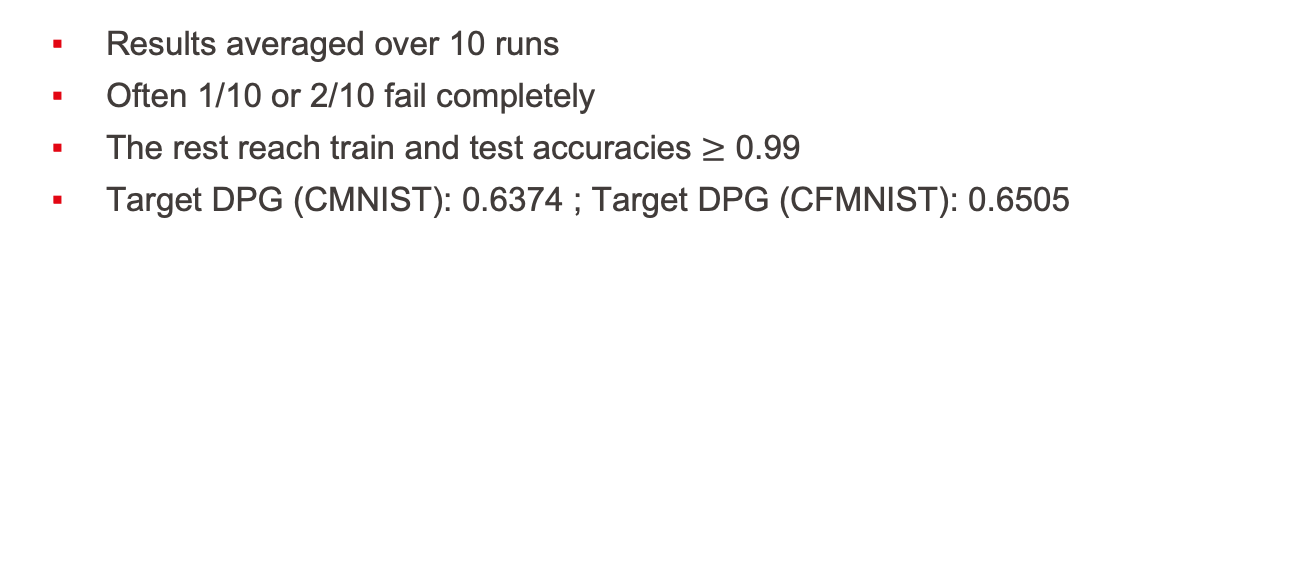 ▪ Results averaged over 10 runs
▪ Often 1/10 or 2/10 fail completely
▪ The rest reach train and test accuracies ≥ 0.99
▪ Target DPG (CMNIST): 0.6374 ; Target DPG (CFMNIST): 0.6505